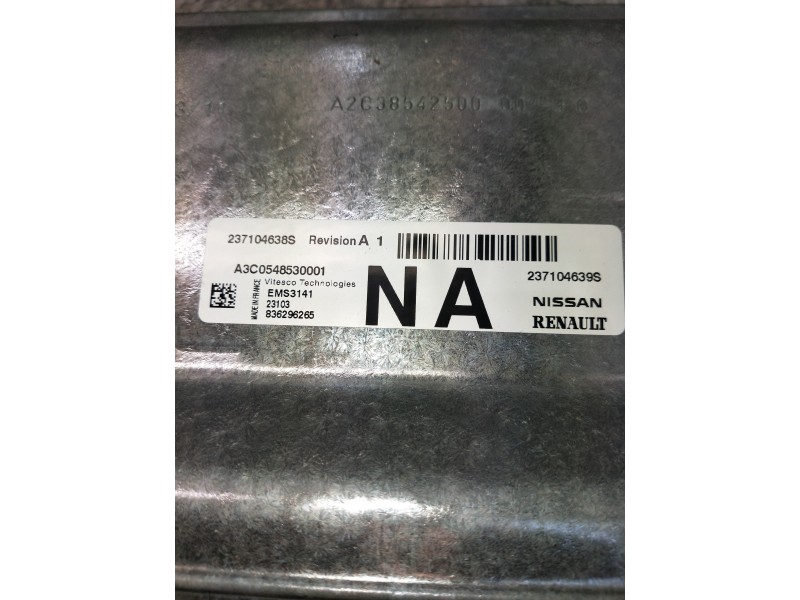 A2C38542500
237104638S Revision A 1
A3C0548530001
Vitesco Technologies
EMS3141
23103
836296265
MADE IN FRANCE
NA
237104639S
NISSAN
RENAULT